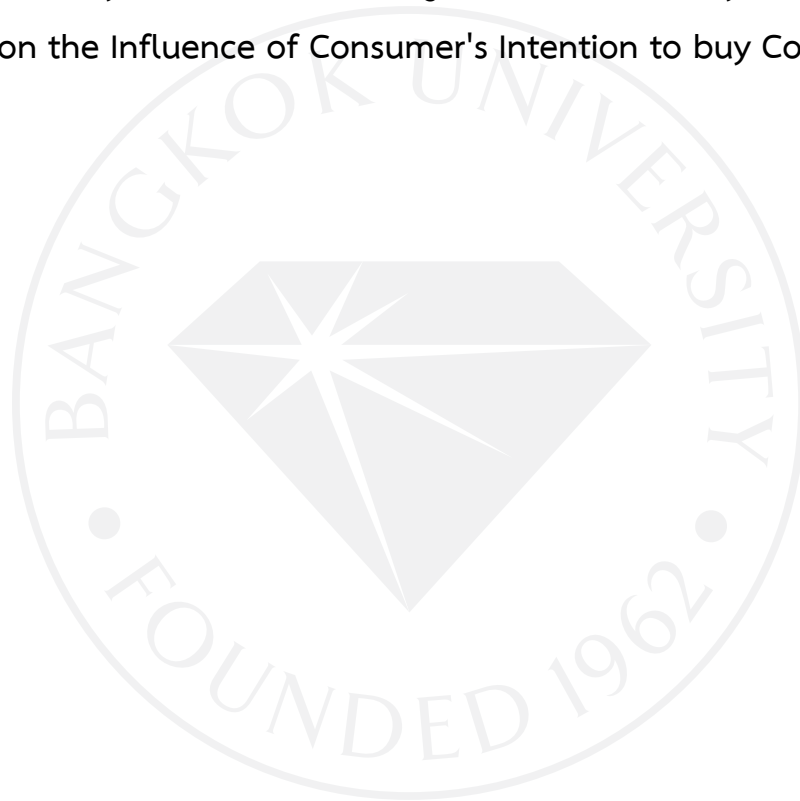 on the Influence of Consumer's Intention to buy Co
BANGKOK UNIVERSITY
FOUNDED 1962